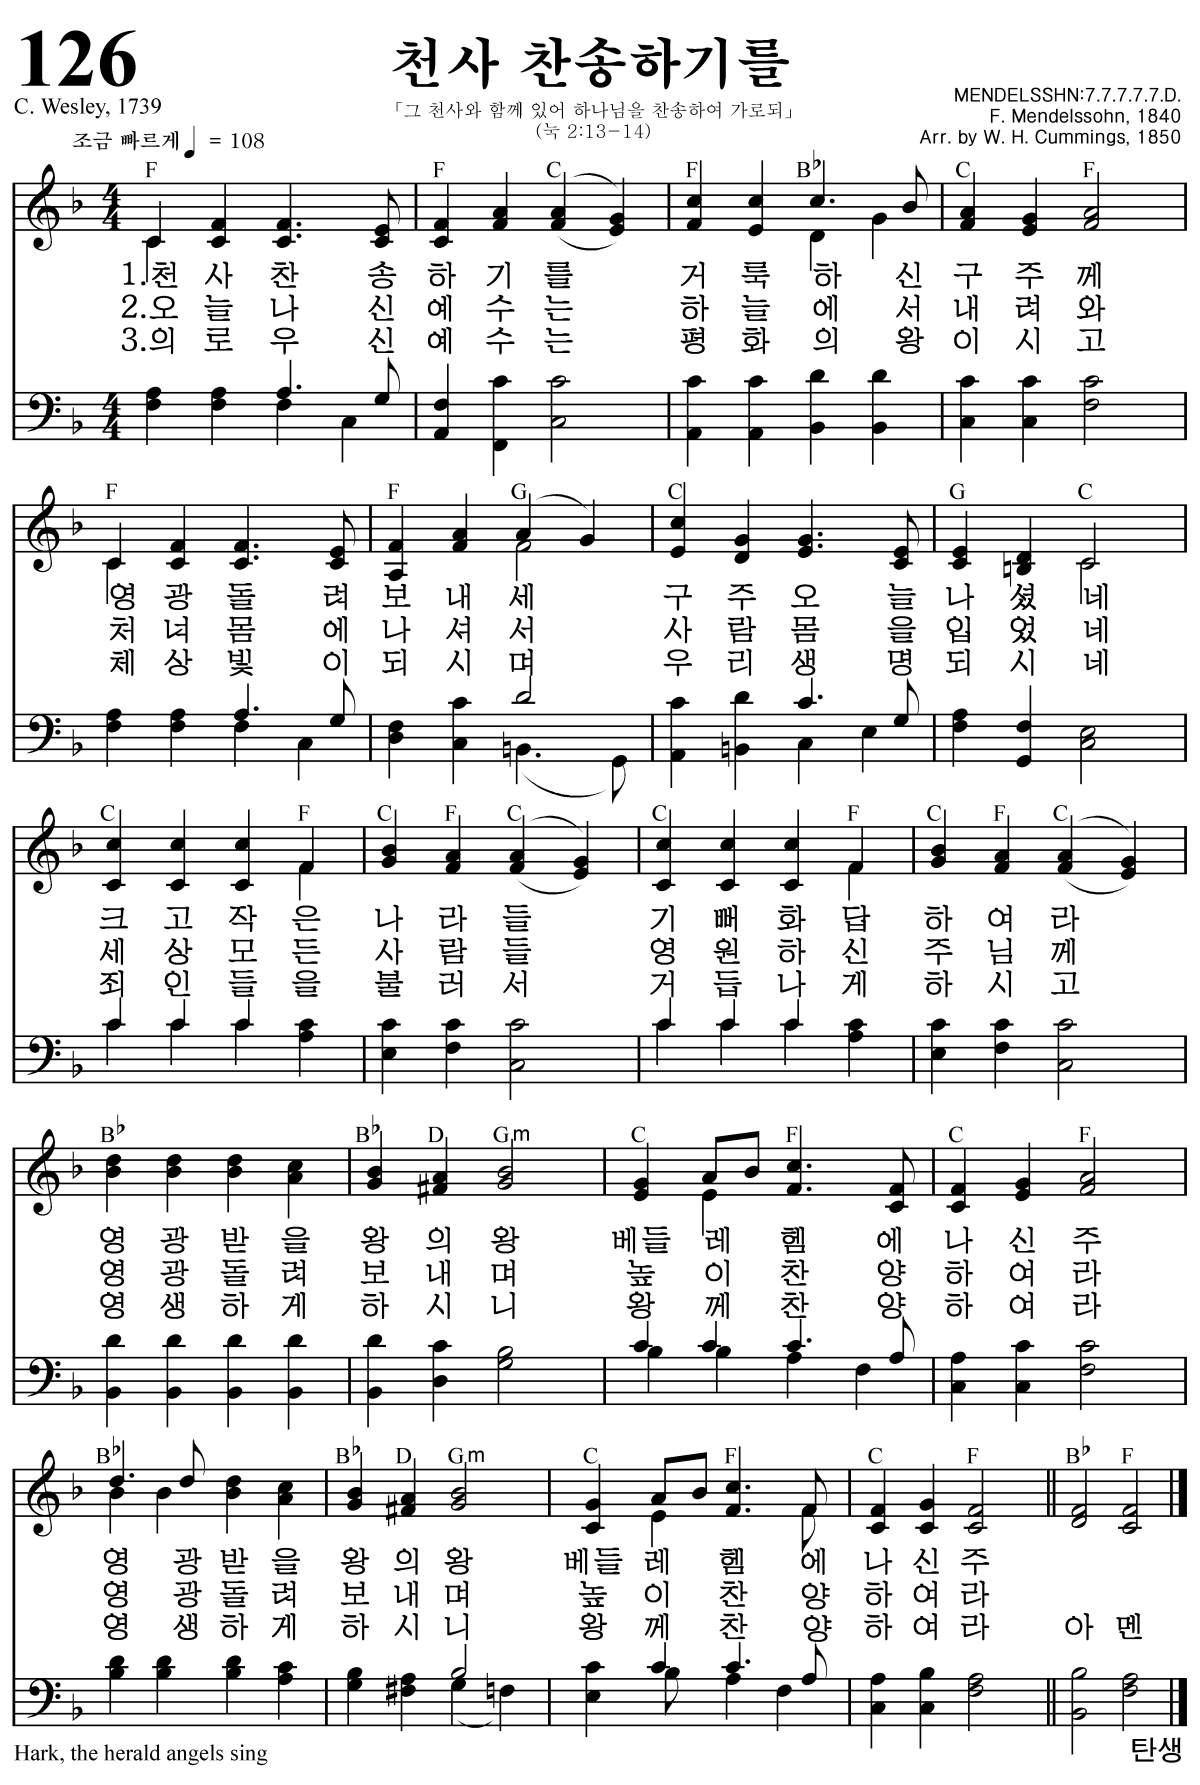 126
천사 찬송하기를
C. Wesley, 1739
「그 천사와 함께 있어 하나님을 찬송하여 가로되」
(눅 2:13-14)
MENDELSSHN:7.7.7.7.7.D.
F. Mendelssohn, 1840
Arr. by W. H. Cummings, 1850
조금 빠르게 ♩ = 108
F F C F B♭ C F
1.천 사 찬 송 하 기 를 거 룩 하 신 구 주 께
2.오 늘 나 신 예 수 는 하 늘 에 서 내 려 와
3.의 로 우 신 예 수 는 평 화 의 왕 이 시 고
F F G C G C
영 광 돌 려 보 내 세 구 주 오 늘 나 셨 네
처 녀 몸 에 나 셔 서 사 람 몸 을 입 었 네
체 상 빛 이 되 시 며 우 리 생 명 되 시 네
C F C F C C F C F C
크 고 작 은 나 라 들 기 뻐 화 답 하 여 라
세 상 모 든 사 람 들 영 원 하 신 주 님 께
죄 인 들 을 불 러 서 거 듭 나 게 하 시 고
B♭ B♭ D Gm C F C F
영 광 받 을 왕 의 왕 베들 레 헴 에 나 신 주
영 광 돌 려 보 내 며 높 이 찬 양 하 여 라
영 생 하 게 하 시 니 왕 께 찬 양 하 여 라
B♭ B♭ D Gm C F C F B♭ F
영 광 받 을 왕 의 왕 베들 레 헴 에 나 신 주
영 광 돌 려 보 내 며 높 이 찬 양 하 여 라
영 생 하 게 하 시 니 왕 께 찬 양 하 여 라 아 멘
Hark, the herald angels sing
탄생